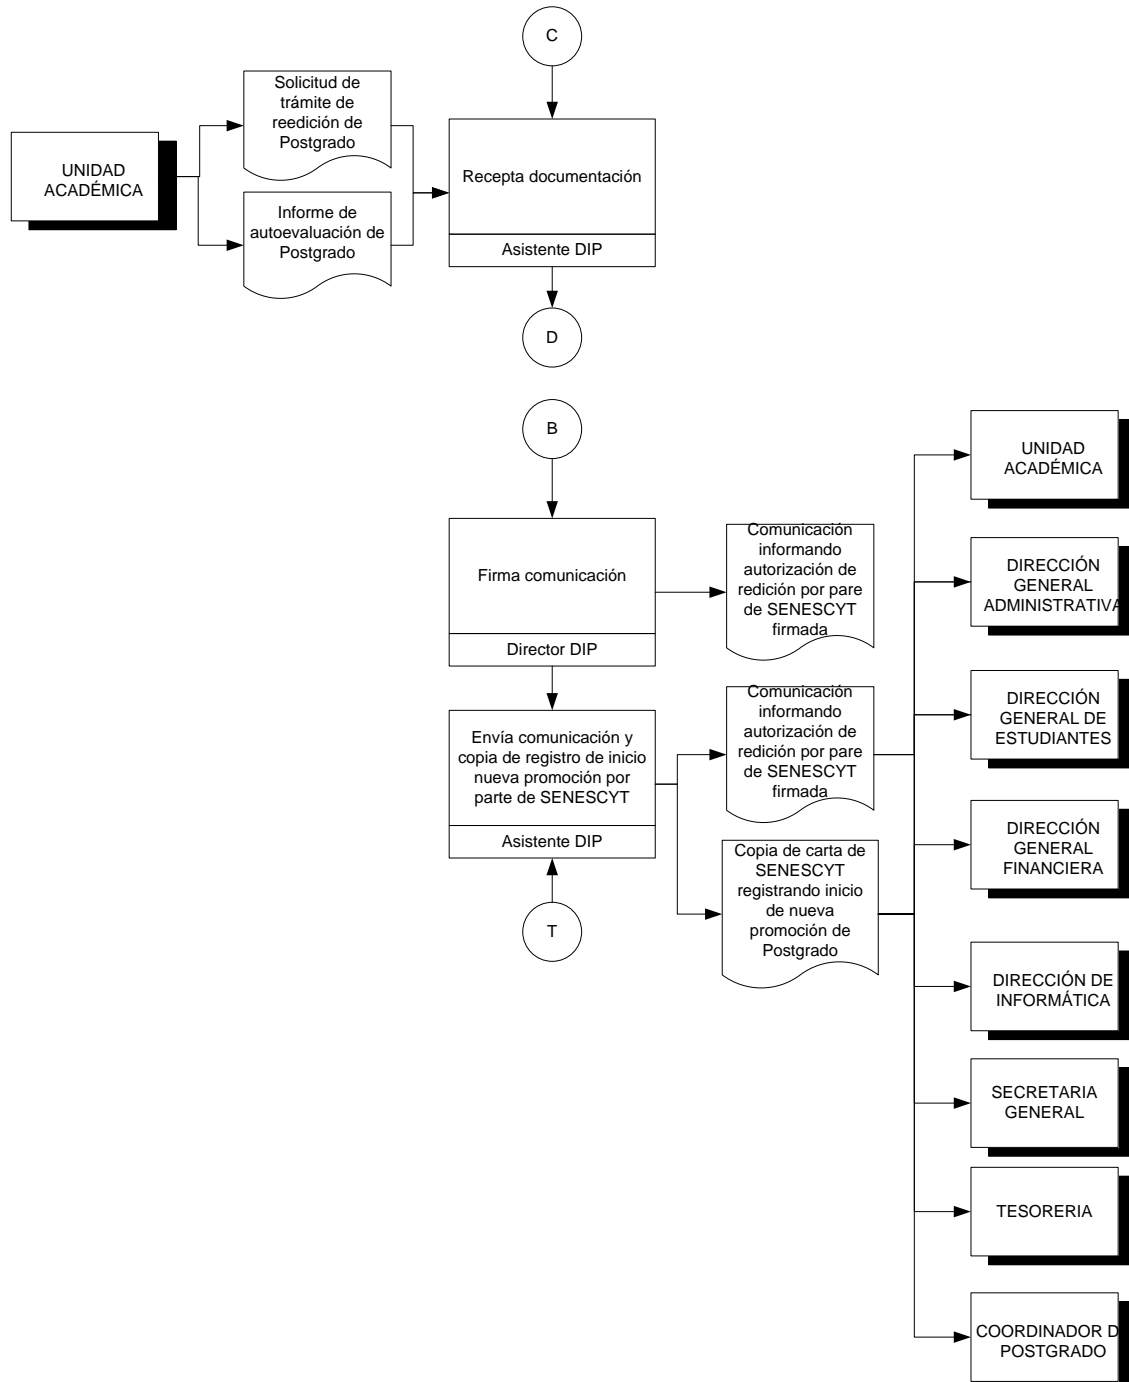 C
Solicitud de
trámite de
reedición de
Postgrado
UNIDAD
ACADÉMICA
Recepta documentación
Informe de
autoevaluación de
Postgrado
Asistente DIP
D
B
UNIDAD
ACADÉMICA
Firma comunicación
Director DIP
Comunicación
informando
autorización de
redición por pare
de SENESCYT
firmada
DIRECCIÓN
GENERAL
ADMINISTRATIVA
Envía comunicación y
copia de registro de inicio
nueva promoción por
parte de SENESCYT
Asistente DIP
Comunicación
informando
autorización de
redición por pare
de SENESCYT
firmada
DIRECCIÓN
GENERAL DE
ESTUDIANTES
Copia de carta de
SENESCYT
registrando inicio
de nueva
promoción de
Postgrado
DIRECCIÓN
GENERAL
FINANCIERA
T
DIRECCIÓN DE
INFORMÁTICA
SECRETARIA
GENERAL
TESORERIA
COORDINADOR D
POSTGRADO